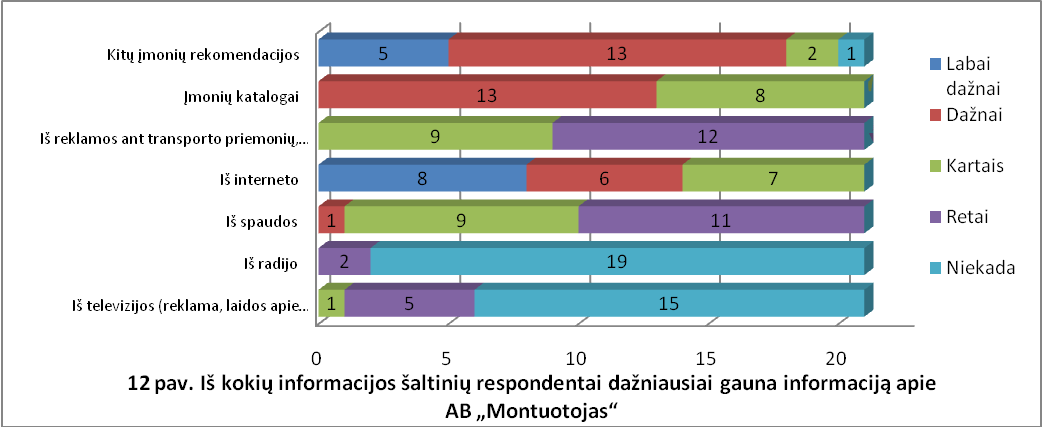 Kitų įmonių rekomendacijos 5 13 2 1
Įmonių katalogai 13 8
Iš reklamos ant transporto priemonių,... 9 12
Iš interneto 8 6 7
Iš spaudos 1 9 11
Iš radijo 2 19
Iš televizijos (reklama, laidos apie... 1 5 15
0 5 10 15 20
Labai
dažnai
Dažnai
Kartais
Retai
Niekada
12 pav. Iš kokių informacijos šaltinių respondentai dažniausiai gauna informaciją apie
AB „Montuotojas“